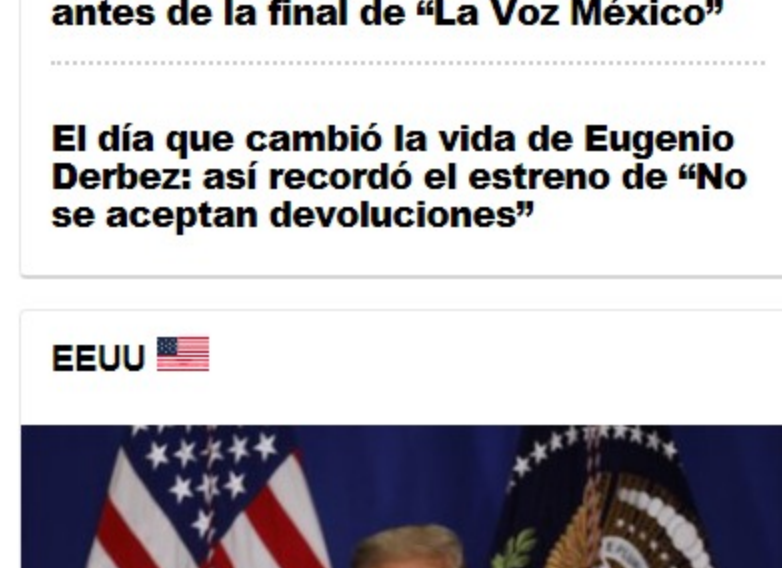 antes de la final de “La Voz México”
El día que cambió la vida de Eugenio
Derbez: así recordó el estreno de “No
se aceptan devoluciones”
EEUU